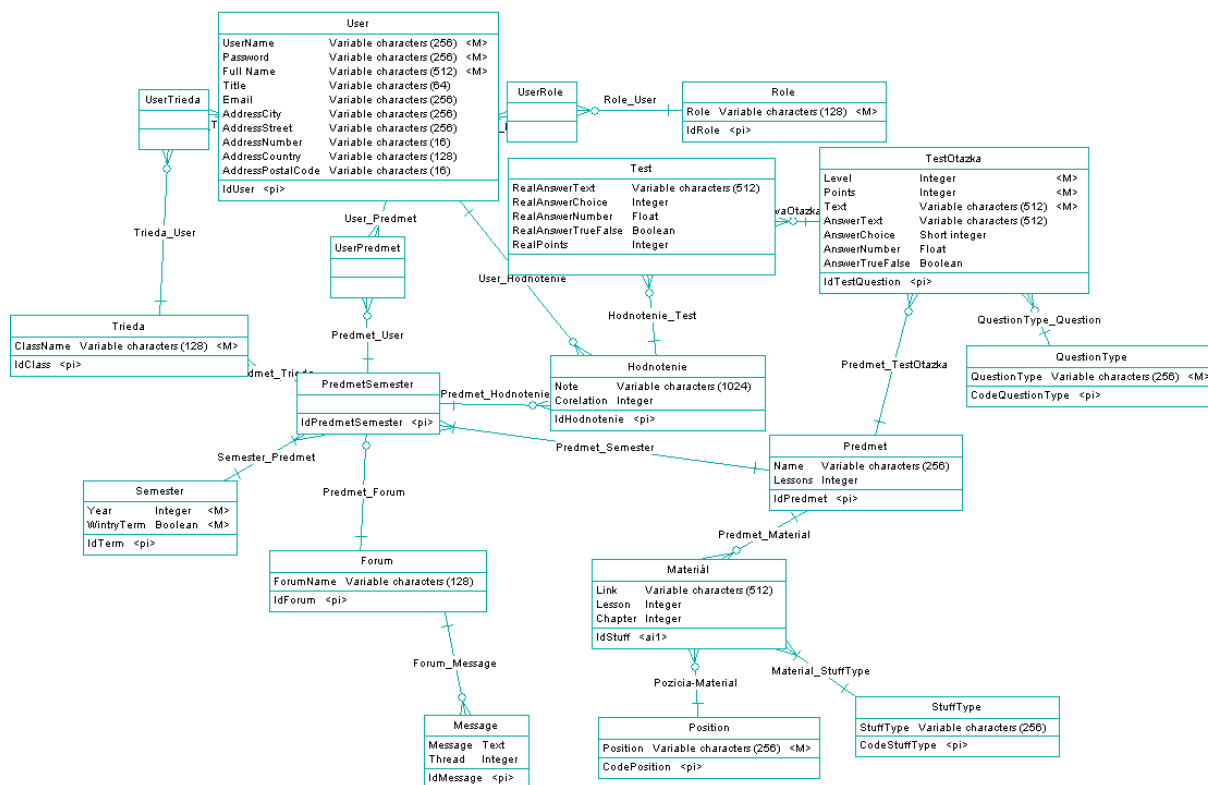 User
UserName Variable characters (256) <M>
Password Variable characters (256) <M>
Full Name Variable characters (512) <M>
Title Variable characters (64)
Email Variable characters (256)
AddressCity Variable characters (256)
AddressStreet Variable characters (256)
AddressNumber Variable characters (16)
AddressCountry Variable characters (128)
AddressPostalCode Variable characters (16)
IdUser <pi>
UserTrieda
UserRole
Role_User
Role
Role Variable characters (128) <M>
IdRole <pi>
Test
RealAnswerText Variable characters (512)
RealAnswerChoice Integer
RealAnswerNumber Float
RealAnswerTrueFalse Boolean
RealPoints Integer
vaOtazka
TestOtazka
Level Integer <M>
Points Integer <M>
Text Variable characters (512) <M>
AnswerText Variable characters (512)
AnswerChoice Short integer
AnswerNumber Float
AnswerTrueFalse Boolean
IdTestQuestion <pi>
User_Predmet
Trieda_User
UserPredmet
User_Hodnotenie
Hodnotenie_Test
QuestionType_Question
Trieda
ClassName Variable characters (128) <M>
IdClass <pi>
Predmet_User
Predmet_TestOtazka
QuestionType
QuestionType Variable characters (256) <M>
CodeQuestionType <pi>
dmet_Trieda
PredmetSemester
IdPredmetSemester <pi>
Predmet_Hodnotenie
Hodnotenie
Note Variable characters (1024)
Corelation Integer
IdHodnotenie <pi>
Semester_Predmet
Predmet_Semester
Predmet
Name Variable characters (256)
Lessons Integer
IdPredmet <pi>
Semester
Year Integer <M>
WintryTerm Boolean <M>
IdTerm <pi>
Predmet_Forum
Predmet_Material
Forum
ForumName Variable characters (128)
IdForum <pi>
Materiál
Link Variable characters (512)
Lesson Integer
Chapter Integer
IdStuff <ai1>
Forum_Message
Pozicia-Material
Material_StuffType
Message
Message Text
Thread Integer
IdMessage <pi>
Position
Position Variable characters (256) <M>
CodePosition <pi>
StuffType
StuffType Variable characters (256)
CodeStuffType <pi>